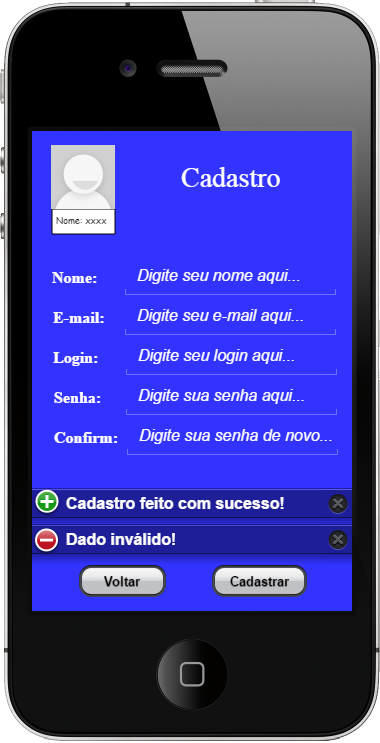 Cadastro
Nome: xxxx
Nome: Digite seu nome aqui...
E-mail: Digite seu e-mail aqui...
Login: Digite seu login aqui...
Senha: Digite sua senha aqui...
Confirm: Digite sua senha de novo...
Cadastro feito com sucesso!
Dado inválido!
Voltar Cadastrar